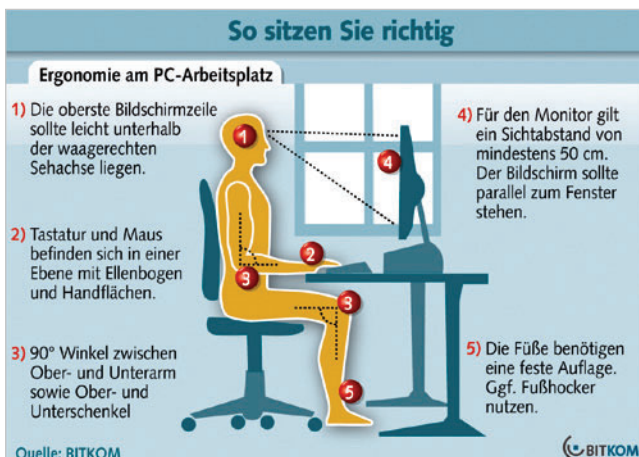 So sitzen Sie richtig
Ergonomie am PC-Arbeitsplatz
1) Die oberste Bildschirmzeile
sollte leicht unterhalb
der waagerechten
Sehachse liegen.
2) Tastatur und Maus
befinden sich in einer
Ebene mit Ellenbogen
und Handflächen.
3) 90° Winkel zwischen
Ober- und Unterarm
sowie Ober- und
Unterschenkel
4) Für den Monitor gilt
ein Sichtabstand von
mindestens 50 cm.
Der Bildschirm sollte
parallel zum Fenster
stehen.
5) Die Füße benötigen
eine feste Auflage.
Ggf. Fußhocker
nutzen.
1
4
2
3
3
5
Quelle: BITKOM
BITKOM